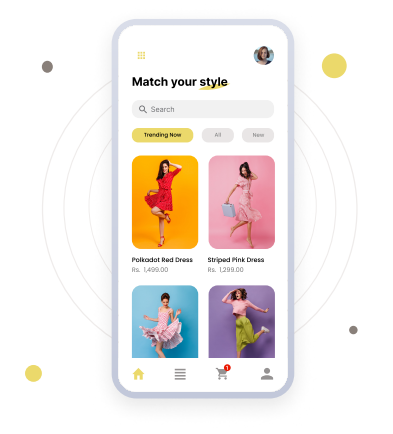 Match your style
Search
Trending Now
All
New
Polkadot Red Dress
Striped Pink Dress
Rs. 1,499.00
Rs. 1,299.00
1